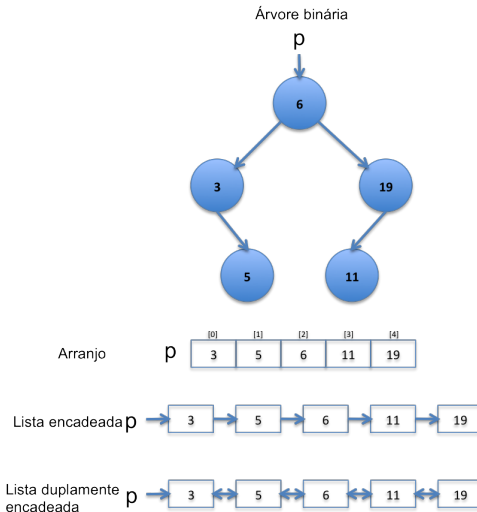 Árvore binária
p
6
3 19
5 11
[0] [1] [2] [3] [4]
Arranjo p 3 5 6 11 19
Lista encadeada p 3 5 6 11 19
Lista duplamente
encadeada p 3 5 6 11 19